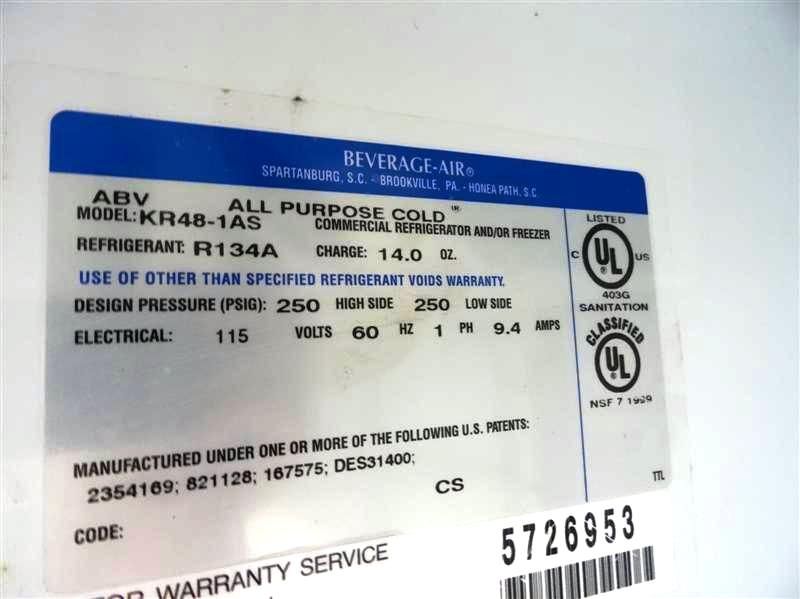 BEVERAGE-AIR®
SPARTANBURG, S.C. - BROOKVILLE, PA. - HONEA PATH, S.C.
ABV ALL PURPOSE COLD ®
MODEL: KR48-1AS COMMERCIAL REFRIGERATOR AND/OR FREEZER
REFRIGERANT: R134A CHARGE: 14.0 OZ.
USE OF OTHER THAN SPECIFIED REFRIGERANT VOIDS WARRANTY.
DESIGN PRESSURE (PSIG): 250 HIGH SIDE 250 LOW SIDE
ELECTRICAL: 115 VOLTS 60 HZ 1 PH 9.4 AMPS
LISTED
C UL US
403G
SANITATION
CLASSIFIED
UL
NSF 7 1999
MANUFACTURED UNDER ONE OR MORE OF THE FOLLOWING U.S. PATENTS:
2354169; 821128; 167575; DES31400;
CS
TTL
CODE:
5726953
FOR WARRANTY SERVICE